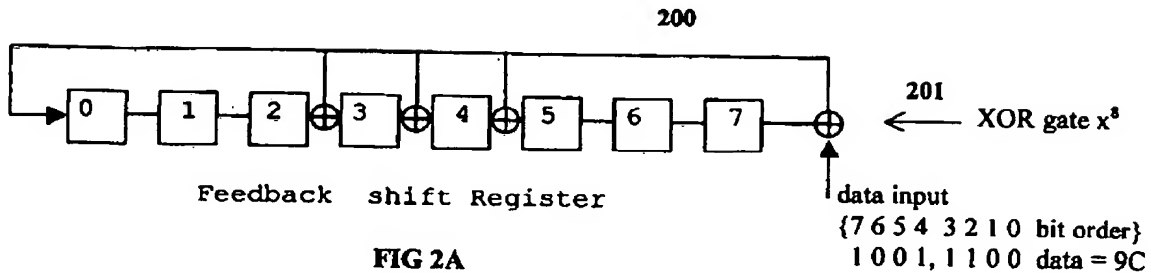 200
0 1 2 3 4 5 6 7
201
XOR gate x⁸
Feedback shift Register
data input
{7 6 5 4 3 2 1 0 bit order}
1 0 0 1, 1 1 0 0 data = 9C
FIG 2A